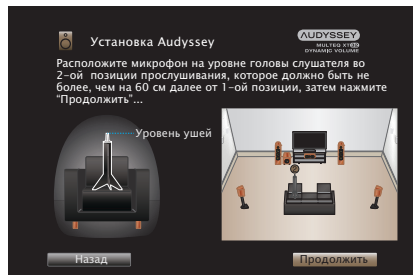 Установка Audyssey
AUDYSSEY
MULTEQ XT32
DYNAMIC VOLUME
Расположите микрофон на уровне головы слушателя во
2-ой позиции прослушивания, которое должно быть не
более, чем на 60 см далее от 1-ой позиции, затем нажмите
"Продолжить"...
Уровень ушей
Назад
Продолжить